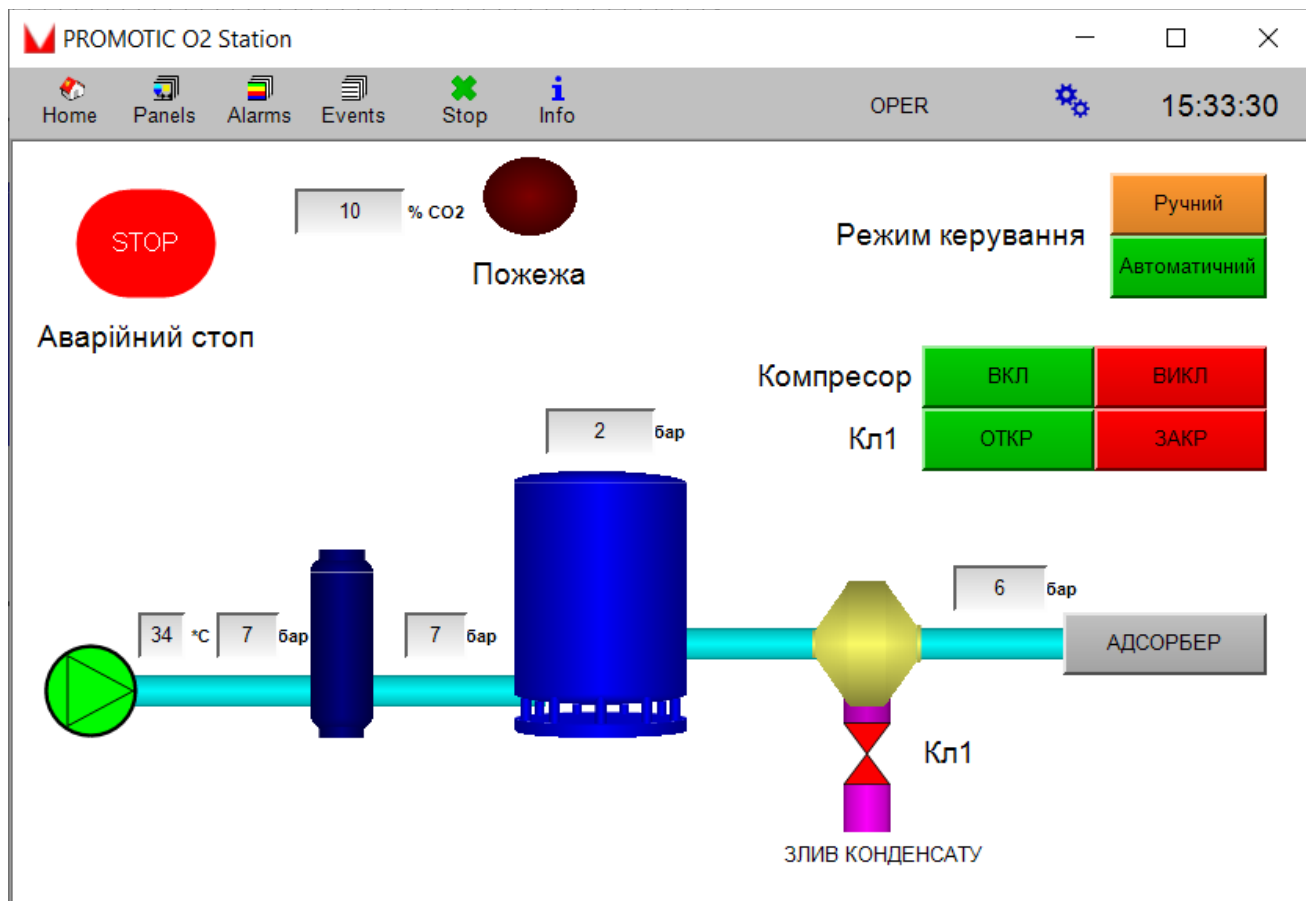 PROMOTIC O2 Station
Home Panels Alarms Events Stop Info OPER 15:33:30
STOP
10 % CO2
Пожежа
Аварійний стоп
Режим керування
Ручний
Автоматичний
Компресор ВКЛ ВИКЛ
Кл1 ОТКР ЗАКР
2 бар
34 *C 7 бар
7 бар
6 бар
АДСОРБЕР
Кл1
ЗЛИВ КОНДЕНСАТУ